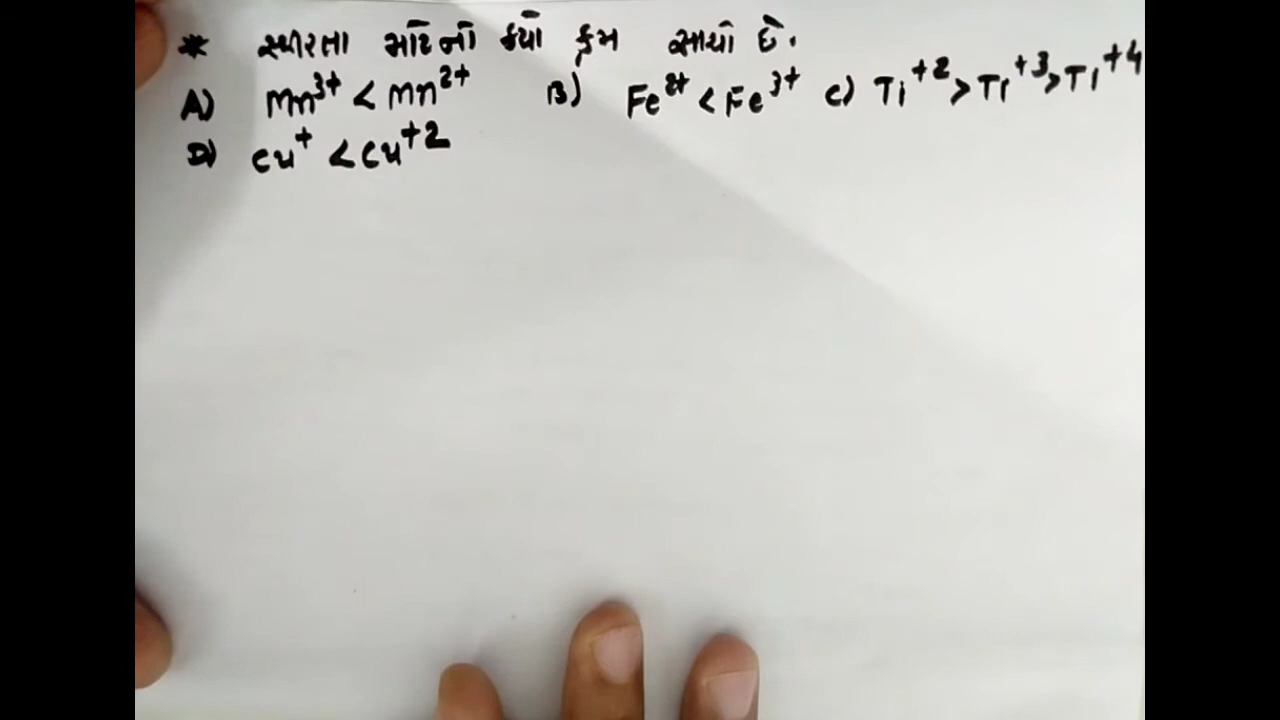 * સ્થીરતા માટેનો કયો ક્રમ સાચો છે.
A) Mn³⁺ < Mn²⁺ B) Fe²⁺ < Fe³⁺ C) Ti⁺² > Ti⁺³ > Ti⁺⁴
D) Cu⁺ < Cu⁺²